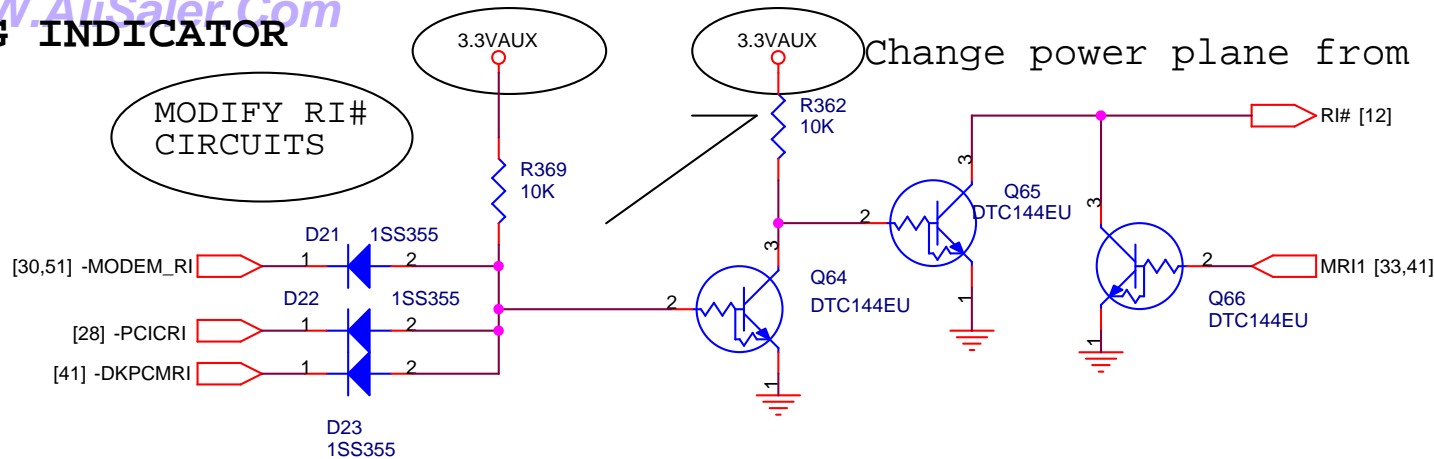 W.AliSaler.Com
G INDICATOR
3.3VAUX
3.3VAUX
Change power plane from
MODIFY RI#
CIRCUITS
R362
10K
RI# [12]
R369
10K
3
Q65
DTC144EU
2
3
D21
1SS355
[30,51] -MODEM_RI
1
2
3
Q64
DTC144EU
2
MRI1 [33,41]
Q66
DTC144EU
D22
1SS355
2
1
[28] -PCICRI
1
2
1
[41] -DKPCMRI
1
2
1
D23
1SS355